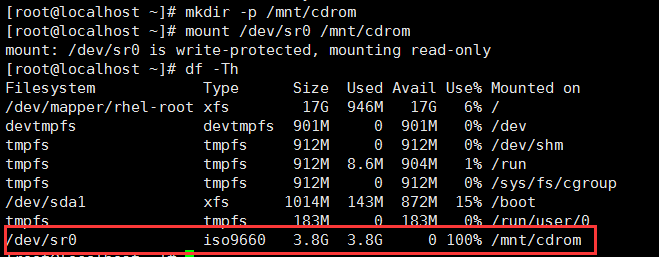 [root@localhost ~]# mkdir -p /mnt/cdrom
[root@localhost ~]# mount /dev/sr0 /mnt/cdrom
mount: /dev/sr0 is write-protected, mounting read-only
[root@localhost ~]# df -Th
Filesystem Type Size Used Avail Use% Mounted on
/dev/mapper/rhel-root xfs 17G 946M 17G 6% /
devtmpfs devtmpfs 901M 0 901M 0% /dev
tmpfs tmpfs 912M 0 912M 0% /dev/shm
tmpfs tmpfs 912M 8.6M 904M 1% /run
tmpfs tmpfs 912M 0 912M 0% /sys/fs/cgroup
/dev/sda1 xfs 1014M 143M 872M 15% /boot
tmpfs tmpfs 183M 0 183M 0% /run/user/0
/dev/sr0 iso9660 3.8G 3.8G 0 100% /mnt/cdrom